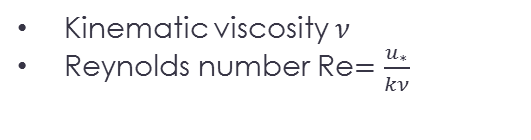 • Kinematic viscosity ν
• Reynolds number Re= u* / kν